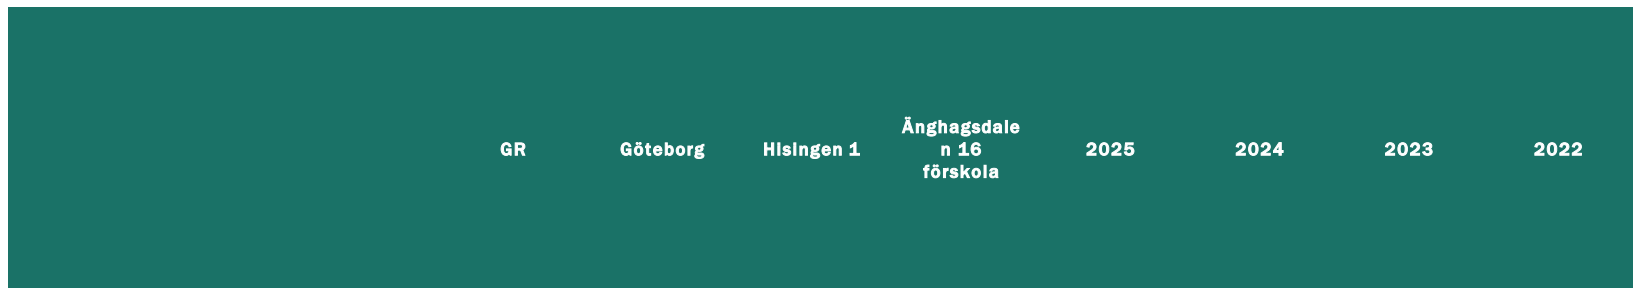 GR Göteborg Hisingen 1 Änghagsdale
n 16
förskola 2025 2024 2023 2022